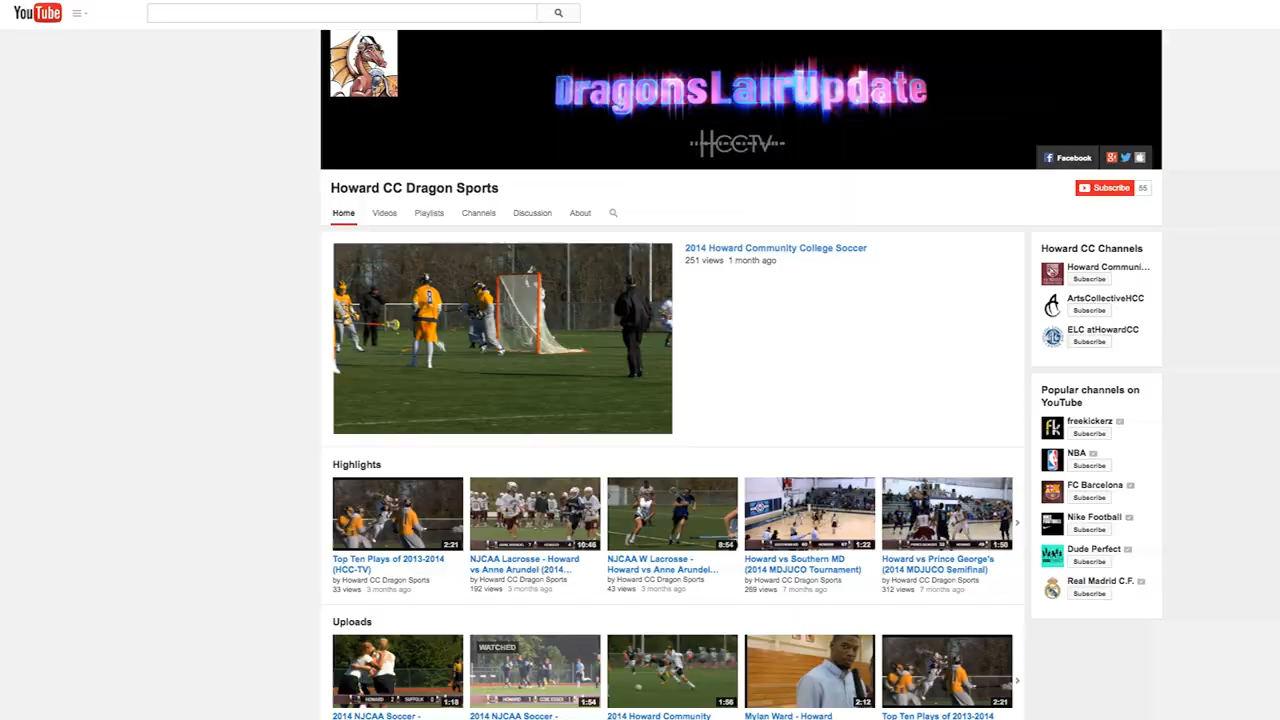 YouTube
DragonsLairUpdate
HCCTV
Facebook
Howard CC Dragon Sports
Subscribe 55
Home Videos Playlists Channels Discussion About
2014 Howard Community College Soccer
251 views 1 month ago
Howard CC Channels
Howard Communi...
Subscribe
ArtsCollectiveHCC
Subscribe
ELC atHowardCC
Subscribe
Popular channels on
YouTube
freekickerz
Subscribe
NBA
Subscribe
FC Barcelona
Subscribe
Nike Football
Subscribe
Dude Perfect
Subscribe
Real Madrid C.F.
Subscribe
Highlights
2:21
Top Ten Plays of 2013-2014
(HCC-TV)
by Howard CC Dragon Sports
33 views 3 months ago
10:46
NJCAA Lacrosse - Howard
vs Anne Arundel (2014...
by Howard CC Dragon Sports
192 views 3 months ago
8:54
NJCAA W Lacrosse -
Howard vs Anne Arundel...
by Howard CC Dragon Sports
43 views 3 months ago
1:22
Howard vs Southern MD
(2014 MDJUCO Tournament)
by Howard CC Dragon Sports
269 views 7 months ago
1:50
Howard vs Prince George's
(2014 MDJUCO Semifinal)
by Howard CC Dragon Sports
312 views 7 months ago
Uploads
HOWARD 2 SUFFOLK 0
1:18
2014 NJCAA Soccer -
WATCHED
1:54
2014 NJCAA Soccer -
1:56
2014 Howard Community
2:12
Mylan Ward - Howard
2:21
Top Ten Plays of 2013-2014